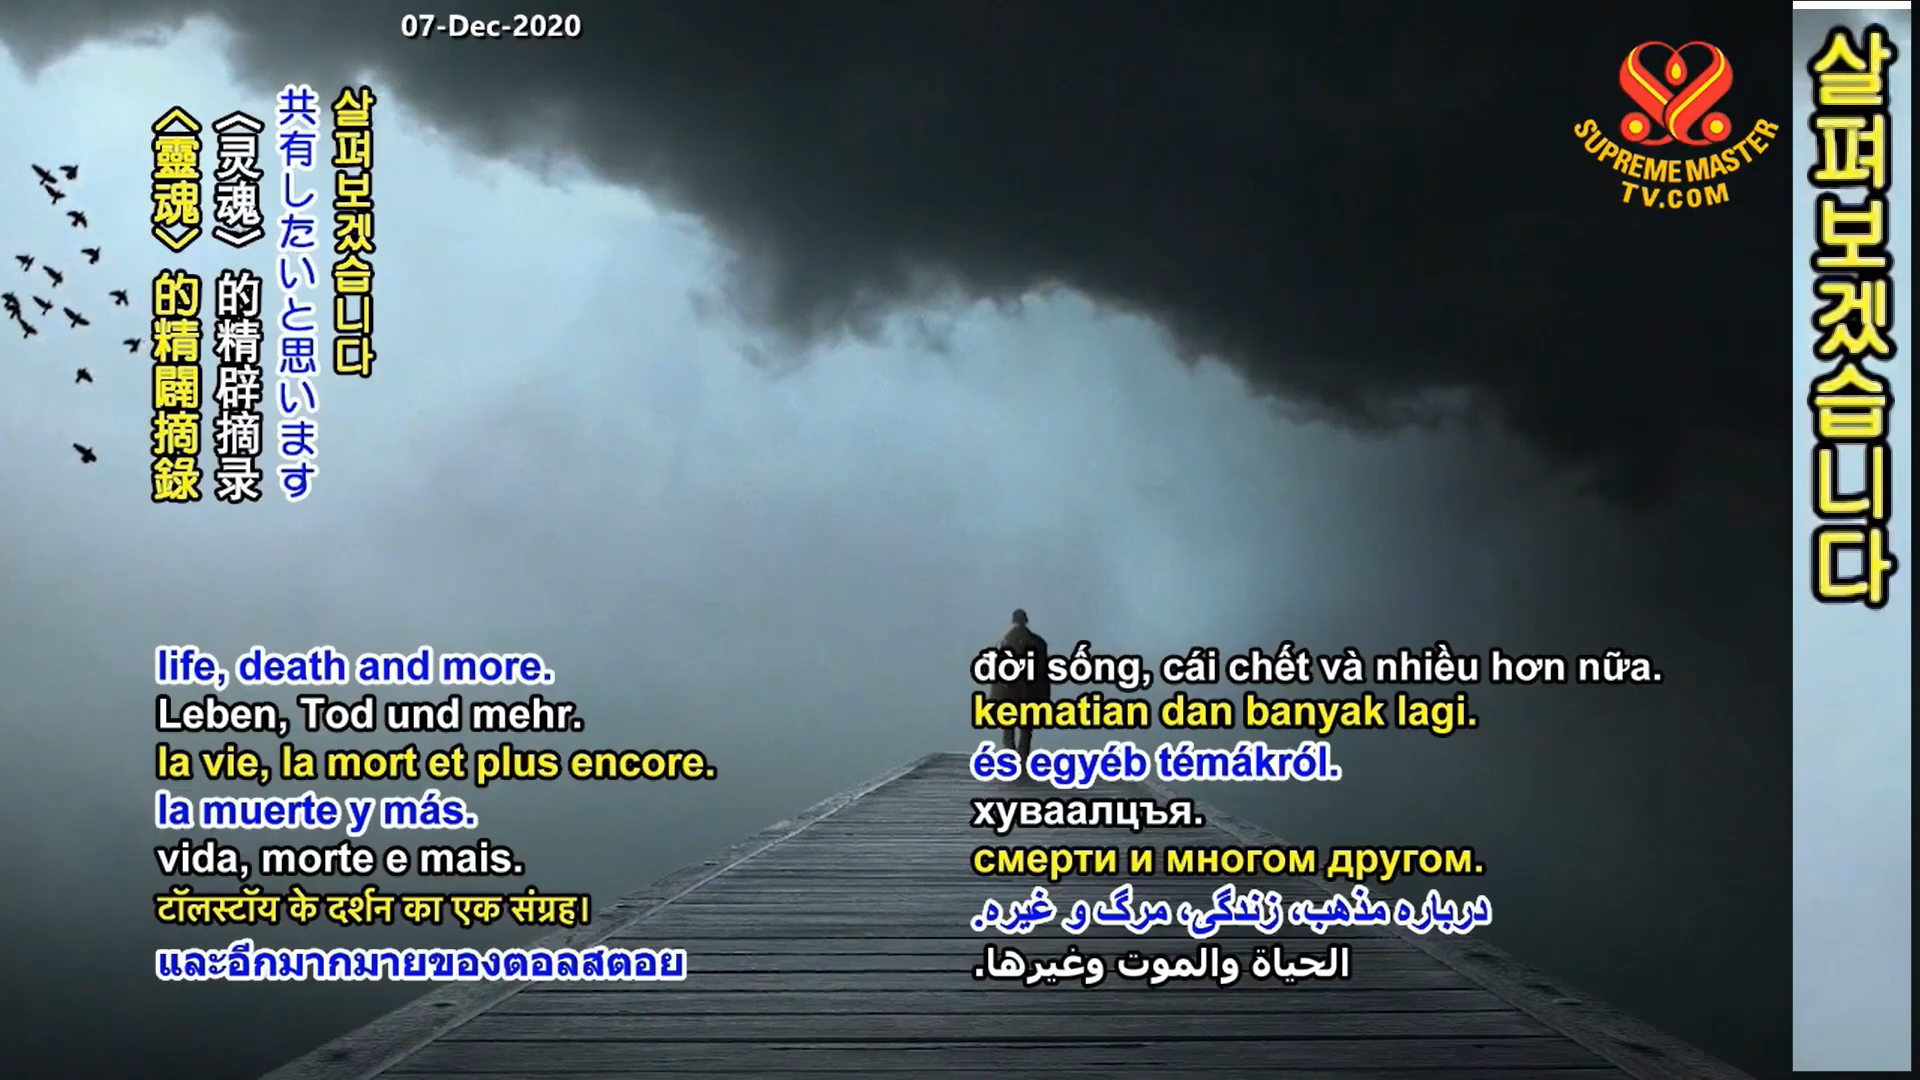 07-Dec-2020
SUPREME MASTER
TV.COM
살펴보겠습니다
살펴보겠습니다
共有したいと思います
《灵魂》的精辟摘录
《靈魂》的精闢摘錄
life, death and more.
Leben, Tod und mehr.
la vie, la mort et plus encore.
la muerte y más.
vida, morte e mais.
टॉलस्टॉय के दर्शन का एक संग्रह।
และอีกมากมายของตอลสตอย
đời sống, cái chết và nhiều hơn nữa.
kematian dan banyak lagi.
és egyéb témákról.
хуваалцъя.
смерти и многом другом.
درباره مذهب، زندگی، مرگ و غیره.
الحياة والموت وغيرها.